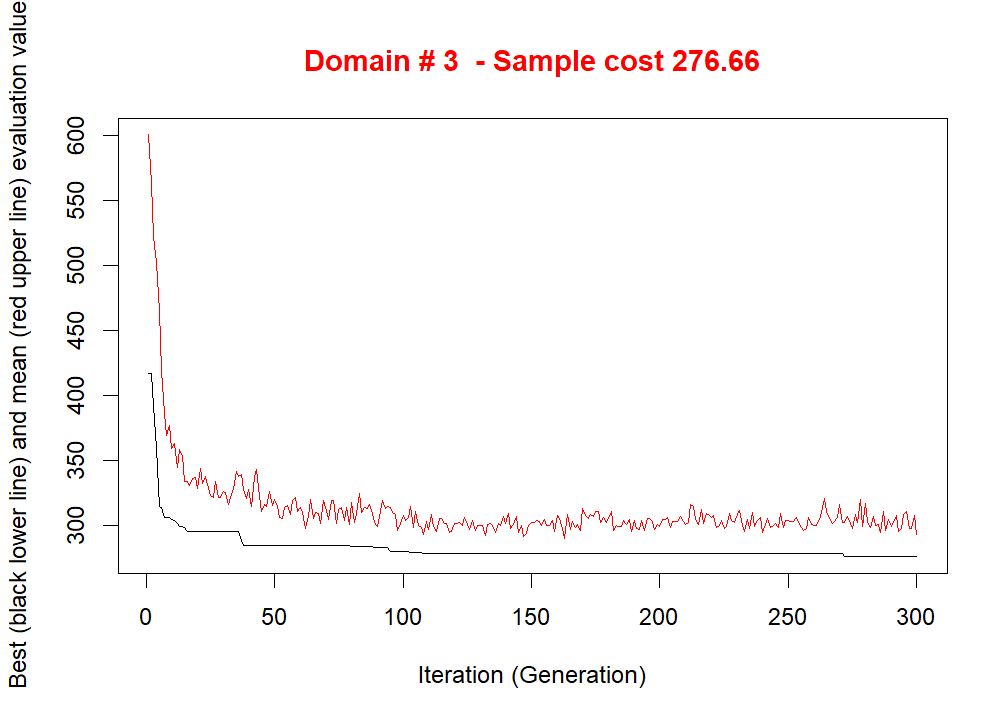 Domain # 3  - Sample cost 276.66
Best (black lower line) and mean (red upper line) evaluation value
600
550
500
450
400
350
300
0 50 100 150 200 250 300
Iteration (Generation)